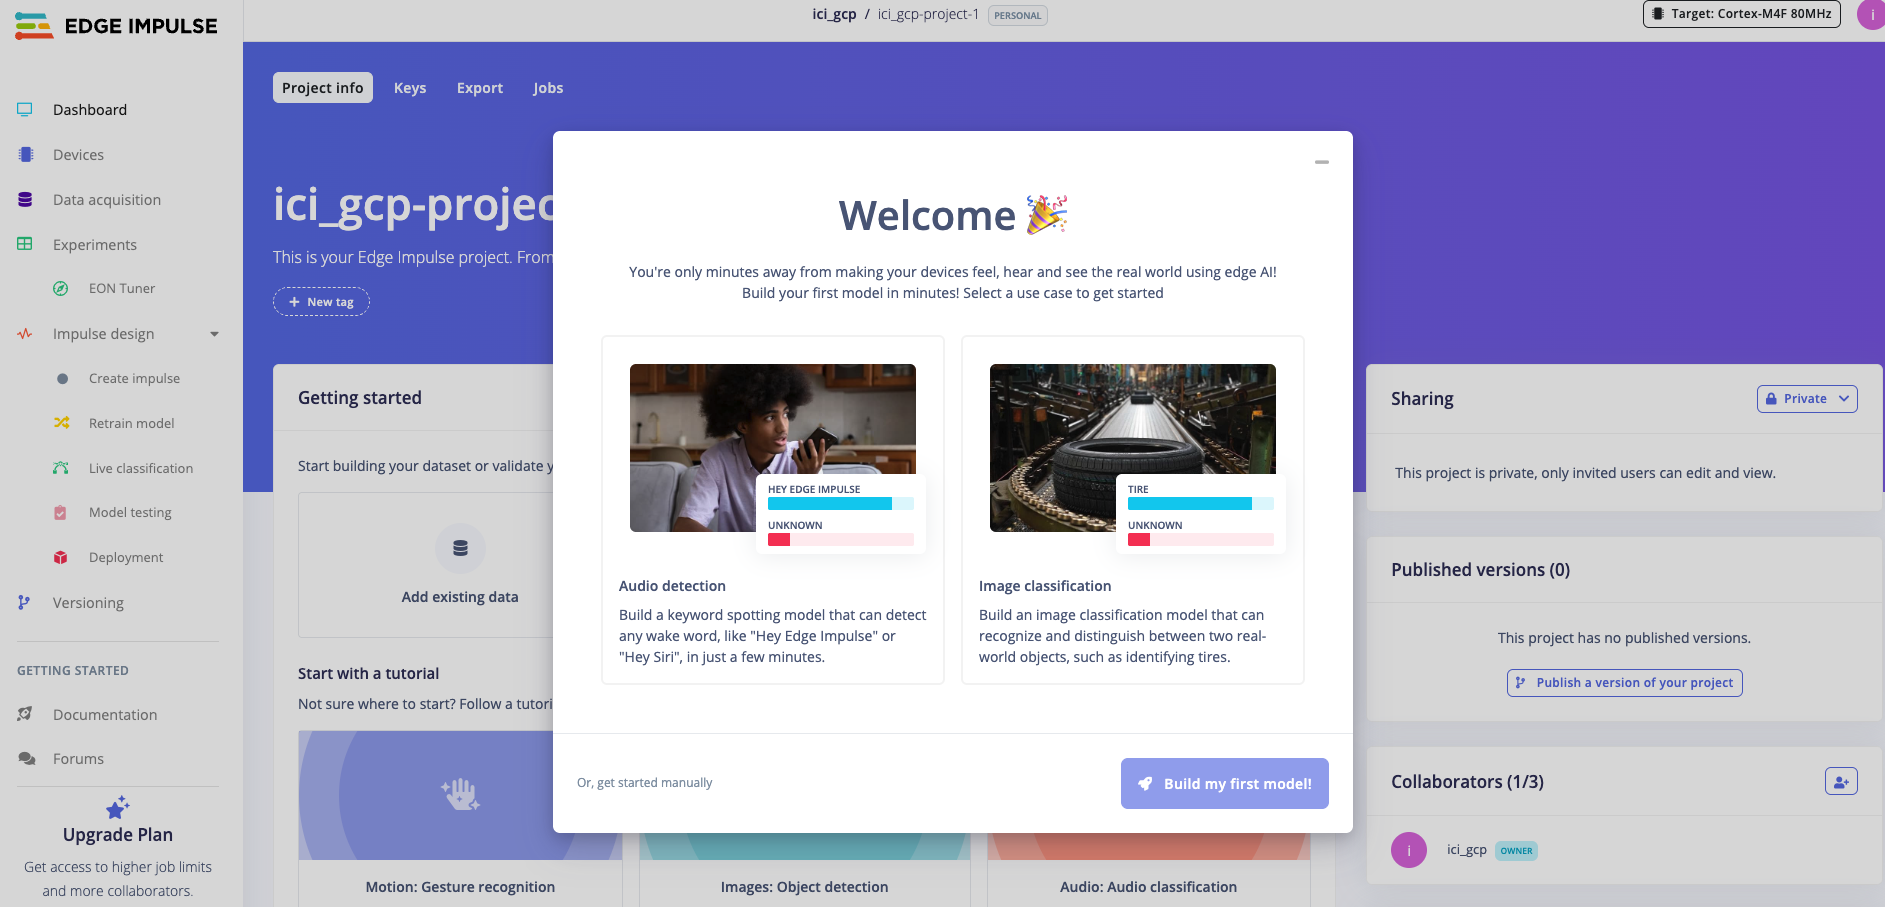 EDGE IMPULSE
ici_gcp / ici_gcp-project-1 PERSONAL
Target: Cortex-M4F 80MHz
i
Dashboard
Devices
Data acquisition
Experiments
EON Tuner
Impulse design
Create impulse
Retrain model
Live classification
Model testing
Deployment
Versioning
GETTING STARTED
Documentation
Forums
Upgrade Plan
Get access to higher job limits
and more collaborators.
Project info Keys Export Jobs
ici_gcp-projec
This is your Edge Impulse project. From
+ New tag
Getting started
Start building your dataset or validate y
Add existing data
Start with a tutorial
Not sure where to start? Follow a tutori
Motion: Gesture recognition
Images: Object detection
Audio: Audio classification
Welcome
You're only minutes away from making your devices feel, hear and see the real world using edge AI!
Build your first model in minutes! Select a use case to get started
HEY EDGE IMPULSE
UNKNOWN
Audio detection
Build a keyword spotting model that can detect
any wake word, like "Hey Edge Impulse" or
"Hey Siri", in just a few minutes.
TIRE
UNKNOWN
Image classification
Build an image classification model that can
recognize and distinguish between two real-
world objects, such as identifying tires.
Or, get started manually
Build my first model!
Sharing
Private
This project is private, only invited users can edit and view.
Published versions (0)
This project has no published versions.
Publish a version of your project
Collaborators (1/3)
i
ici_gcp OWNER